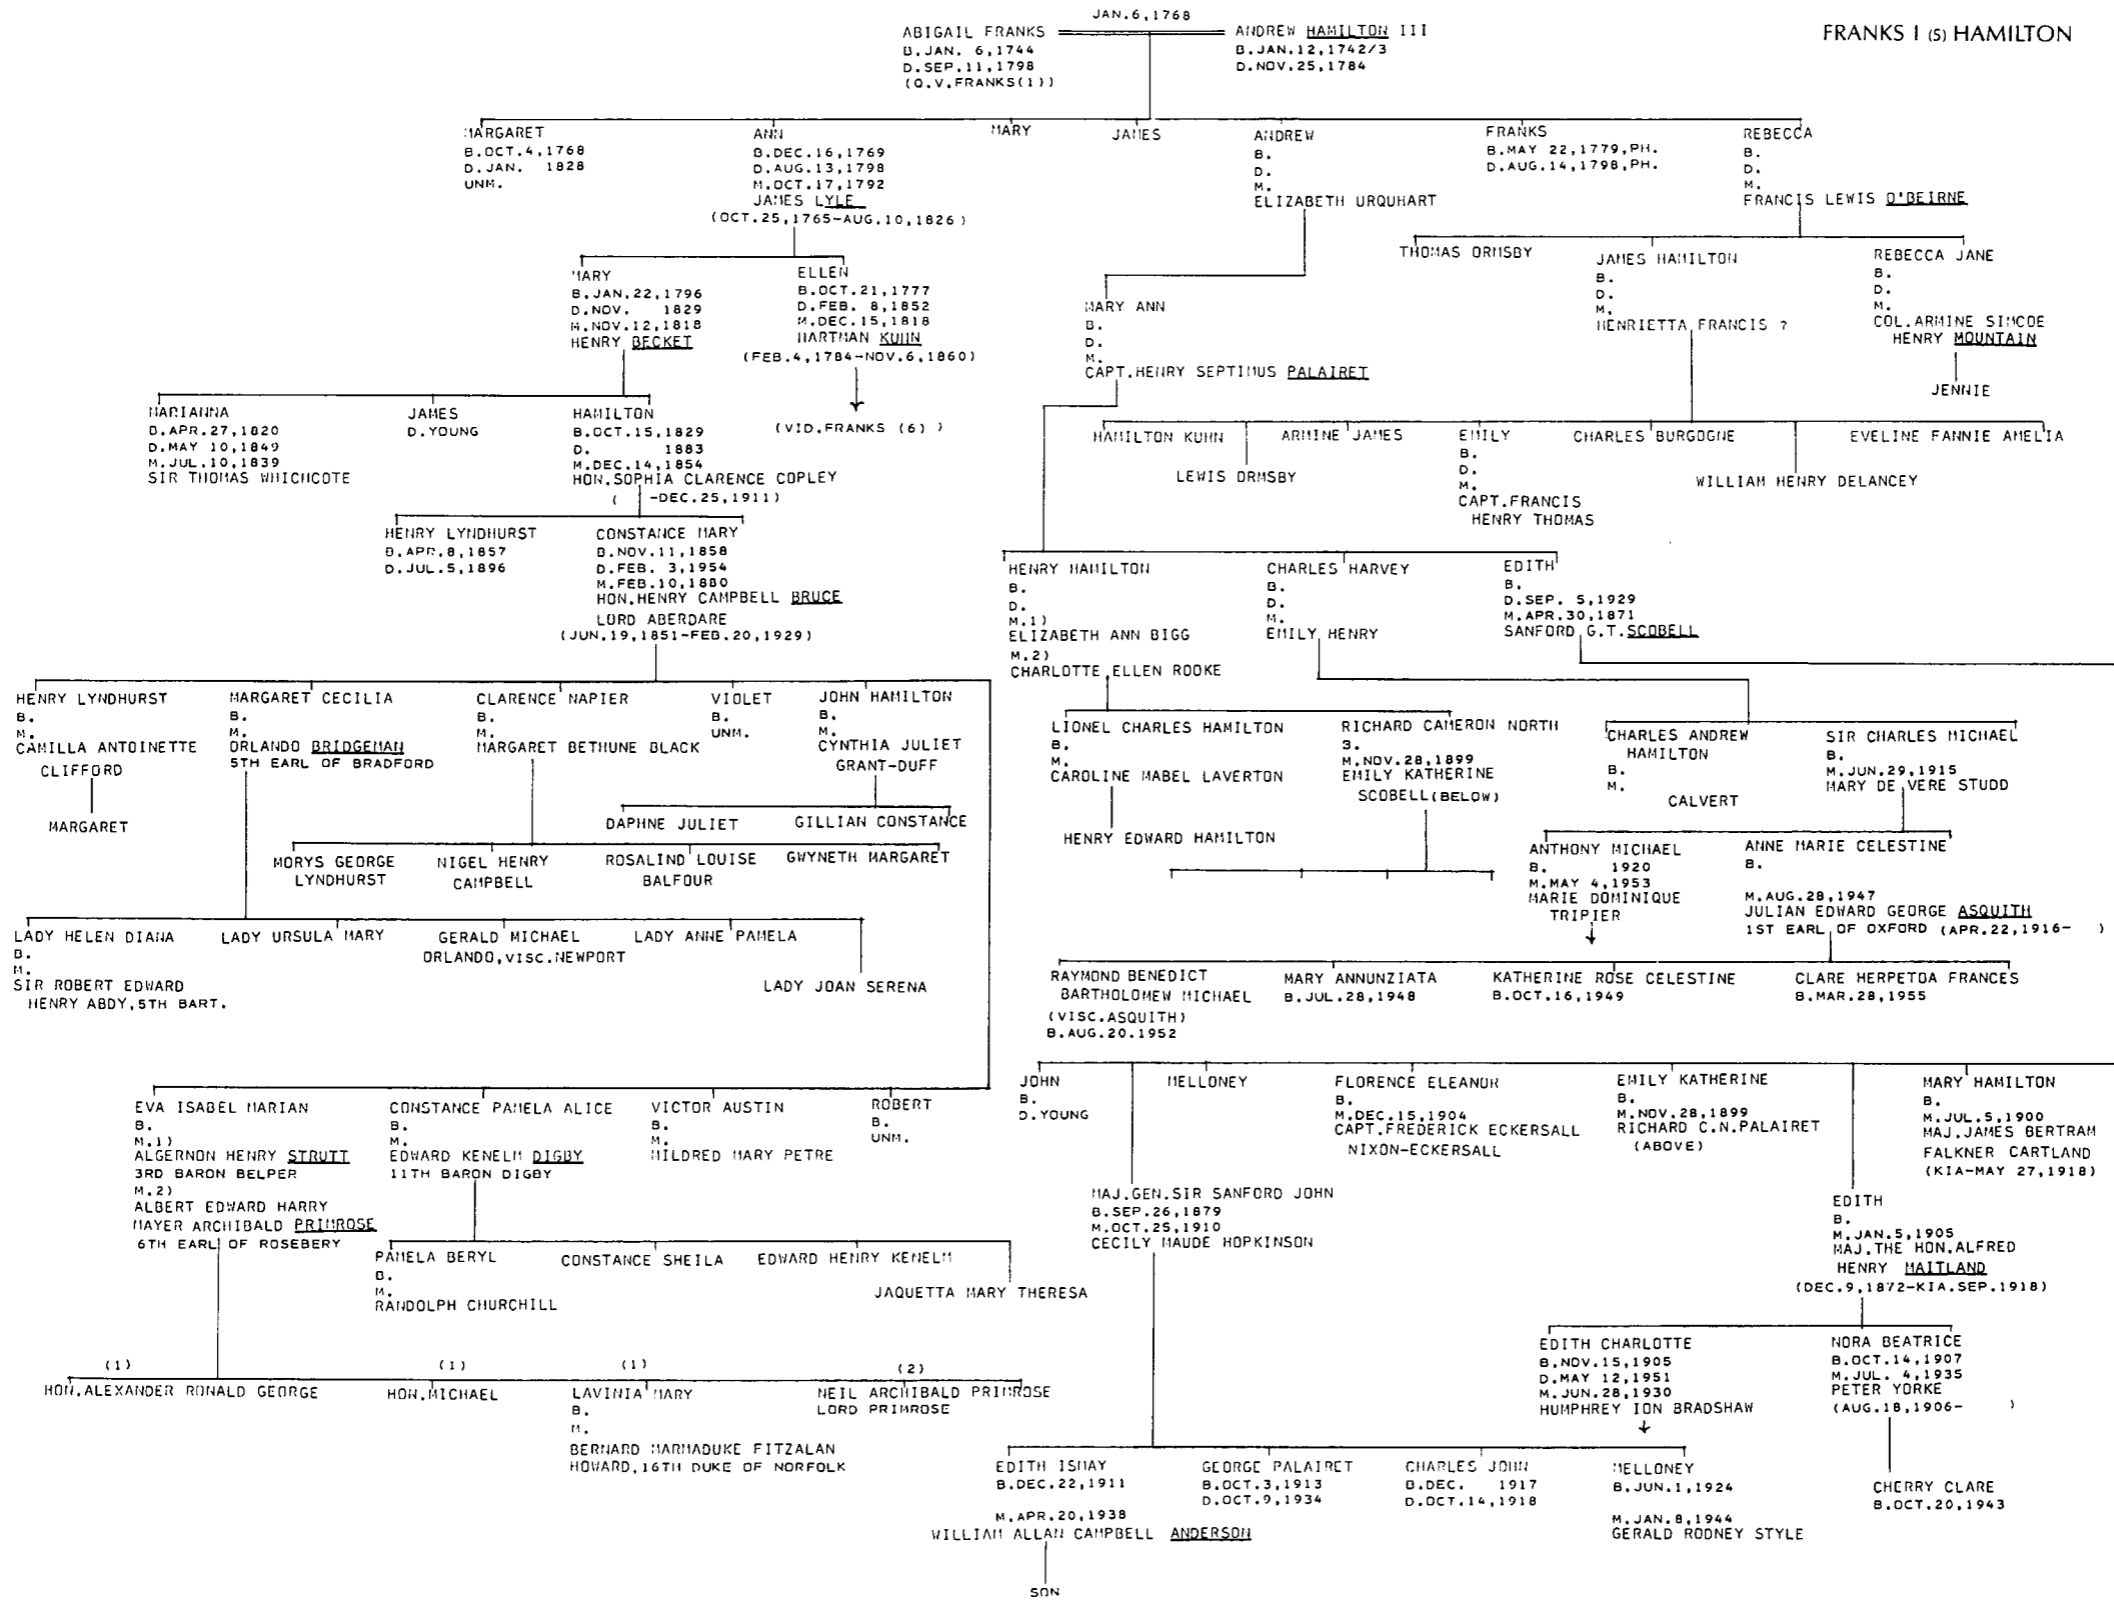 FRANKS I (5) HAMILTON
JAN.6,1768
ABIGAIL FRANKS
B.JAN. 6,1744
D.SEP.11,1798
(Q.V.FRANKS(1))
ANDREW HAMILTON III
B.JAN.12,1742/3
D.NOV.25,1784
MARGARET
B.OCT.4,1768
D.JAN. 1828
UNM.
ANN
B.DEC.16,1769
D.AUG.13,1798
M.OCT.17,1792
JAMES LYLE
(OCT.25,1765-AUG.10,1826)
MARY
JAMES
ANDREW
B.
D.
M.
ELIZABETH URQUHART
FRANKS
B.MAY 22,1779,PH.
D.AUG.14,1798,PH.
REBECCA
B.
D.
M.
FRANCIS LEWIS O'BEIRNE
MARY
B.JAN.22,1796
D.NOV. 1829
M.NOV.12,1818
HENRY BECKET
ELLEN
B.OCT.21,1777
D.FEB. 8,1852
M.DEC.15,1818
HARTMAN KUHN
(FEB.4,1784-NOV.6,1860)
(VID.FRANKS (6) )
MARY ANN
B.
D.
M.
CAPT.HENRY SEPTIMUS PALAIRET
THOMAS ORMSBY
JAMES HAMILTON
B.
D.
M.
HENRIETTA FRANCIS ?
REBECCA JANE
B.
D.
M.
COL.ARMINE SIMCOE
HENRY MOUNTAIN
JENNIE
MARIANNA
B.APR.27,1820
D.MAY 10,1849
M.JUL.10,1839
SIR THOMAS WHICHCOTE
JAMES
D.YOUNG
HAMILTON
B.OCT.15,1829
D. 1883
M.DEC.14,1854
HON.SOPHIA CLARENCE COPLEY
( -DEC.25,1911)
HAMILTON KUHN
LEWIS ORMSBY
ARMINE JAMES
EMILY
B.
D.
M.
CAPT.FRANCIS
HENRY THOMAS
CHARLES BURGOGNE
WILLIAM HENRY DELANCEY
EVELINE FANNIE AMELIA
HENRY LYNDHURST
B.APR.8,1857
D.JUL.5,1896
CONSTANCE MARY
B.NOV.11,1858
D.FEB. 3,1954
M.FEB.10,1880
HON.HENRY CAMPBELL BRUCE
LORD ABERDARE
(JUN.19,1851-FEB.20,1929)
HENRY HAMILTON
B.
D.
M.1)
ELIZABETH ANN BIGG
M.2)
CHARLOTTE ELLEN ROOKE
CHARLES HARVEY
B.
D.
M.
EMILY HENRY
EDITH
B.
D.SEP. 5,1929
M.APR.30,1871
SANFORD G.T.SCOBELL
HENRY LYNDHURST
B.
M.
CAMILLA ANTOINETTE
CLIFFORD
MARGARET
MARGARET CECILIA
B.
M.
ORLANDO BRIDGEMAN
5TH EARL OF BRADFORD
CLARENCE NAPIER
B.
M.
MARGARET BETHUNE BLACK
VIOLET
B.
UNM.
JOHN HAMILTON
B.
M.
CYNTHIA JULIET
GRANT-DUFF
DAPHNE JULIET
GILLIAN CONSTANCE
MORYS GEORGE
LYNDHURST
NIGEL HENRY
CAMPBELL
ROSALIND LOUISE
BALFOUR
GWYNETH MARGARET
LIONEL CHARLES HAMILTON
B.
M.
CAROLINE MABEL LAVERTON
HENRY EDWARD HAMILTON
RICHARD CAMERON NORTH
B.
M.NOV.28,1899
EMILY KATHERINE
SCOBELL(BELOW)
CHARLES ANDREW
HAMILTON
B.
M.
CALVERT
SIR CHARLES MICHAEL
B.
M.JUN.29,1915
MARY DE VERE STUDD
ANTHONY MICHAEL
B. 1920
M.MAY 4,1953
MARIE DOMINIQUE
TRIPIER
ANNE MARIE CELESTINE
B.
M.AUG.28,1947
JULIAN EDWARD GEORGE ASQUITH
1ST EARL OF OXFORD (APR.22,1916- )
LADY HELEN DIANA
B.
M.
SIR ROBERT EDWARD
HENRY ABDY,5TH BART.
LADY URSULA MARY
GERALD MICHAEL
ORLANDO,VISC.NEWPORT
LADY ANNE PAMELA
LADY JOAN SERENA
RAYMOND BENEDICT
BARTHOLOMEW MICHAEL
(VISC.ASQUITH)
B.AUG.20.1952
MARY ANNUNZIATA
B.JUL.28,1948
KATHERINE ROSE CELESTINE
B.OCT.16,1949
CLARE HERPETOA FRANCES
B.MAR.28,1955
EVA ISABEL MARIAN
B.
M.1)
ALGERNON HENRY STRUTT
3RD BARON BELPER
M.2)
ALBERT EDWARD HARRY
MAYER ARCHIBALD PRIMROSE
6TH EARL OF ROSEBERY
CONSTANCE PAMELA ALICE
B.
M.
EDWARD KENELM DIGBY
11TH BARON DIGBY
VICTOR AUSTIN
B.
M.
MILDRED MARY PETRE
ROBERT
B.
UNM.
JOHN
B.
D.YOUNG
MELLONEY
FLORENCE ELEANOR
B.
M.DEC.15,1904
CAPT.FREDERICK ECKERSALL
NIXON-ECKERSALL
EMILY KATHERINE
B.
M.NOV.28,1899
RICHARD C.N.PALAIRET
(ABOVE)
MARY HAMILTON
B.
M.JUL.5,1900
MAJ.JAMES BERTRAM
FALKNER CARTLAND
(KIA-MAY 27,1918)
MAJ.GEN.SIR SANFORD JOHN
B.SEP.26,1879
M.OCT.25,1910
CECILY MAUDE HOPKINSON
EDITH
B.
M.JAN.5,1905
MAJ.THE HON.ALFRED
HENRY MAITLAND
(DEC.9,1872-KIA.SEP.1918)
PAMELA BERYL
B.
M.
RANDOLPH CHURCHILL
CONSTANCE SHEILA
EDWARD HENRY KENELM
JAQUETTA MARY THERESA
EDITH CHARLOTTE
B.NOV.15,1905
D.MAY 12,1951
M.JUN.28,1930
HUMPHREY ION BRADSHAW
NORA BEATRICE
B.OCT.14,1907
M.JUL. 4,1935
PETER YORKE
(AUG.18,1906- )
(1)
HON.ALEXANDER RONALD GEORGE
(1)
HON.MICHAEL
(1)
LAVINIA MARY
B.
M.
BERNARD MARMADUKE FITZALAN
HOWARD,16TH DUKE OF NORFOLK
(2)
NEIL ARCHIBALD PRIMROSE
LORD PRIMROSE
EDITH ISMAY
B.DEC.22,1911
M.APR.20,1938
WILLIAM ALLAN CAMPBELL ANDERSON
SON
GEORGE PALAIRET
B.OCT.3,1913
D.OCT.9,1934
CHARLES JOHN
B.DEC. 1917
D.OCT.14,1918
MELLONEY
B.JUN.1,1924
M.JAN.8,1944
GERALD RODNEY STYLE
CHERRY CLARE
B.OCT.20,1943